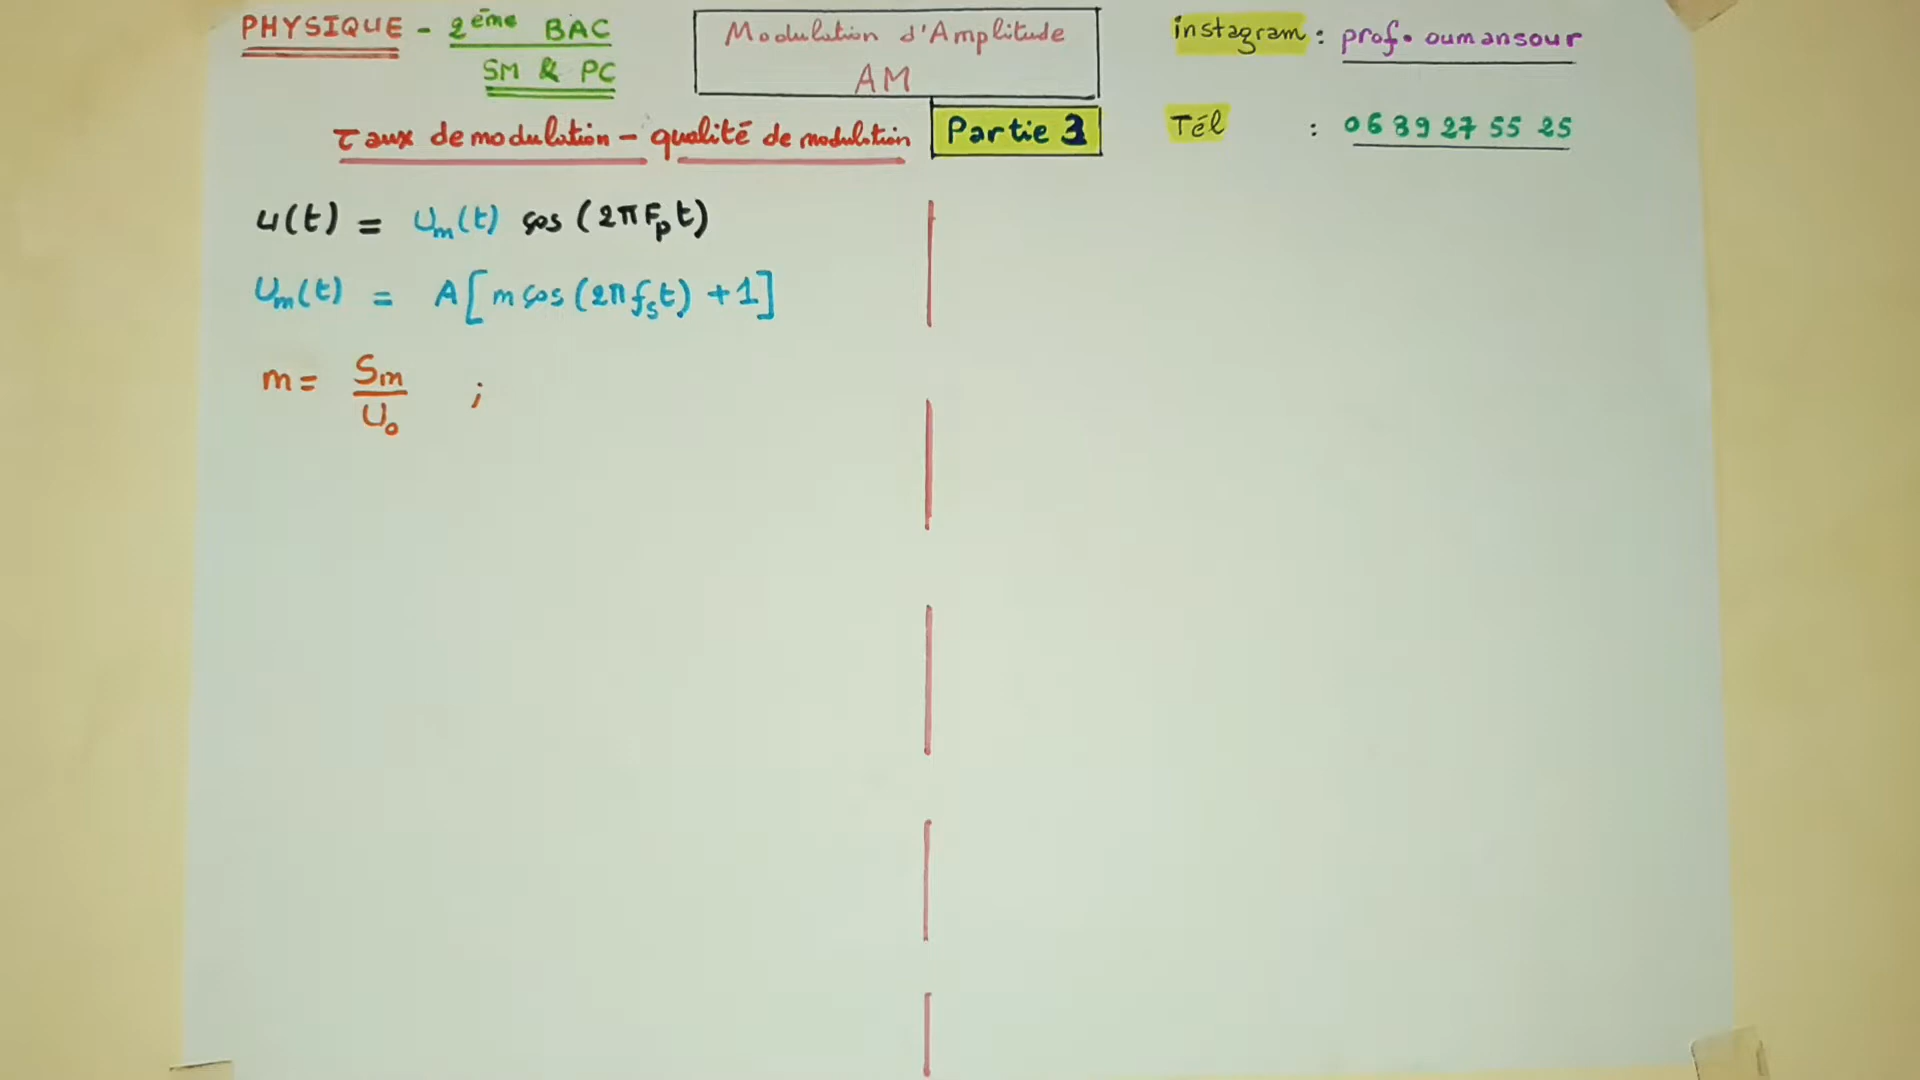 PHYSIQUE - 2ème BAC
SM & PC
Modulation d'Amplitude
AM
instagram : prof. oumansour
Taux de modulation - qualité de modulation
Partie 3
Tél : 06 39 27 55 25
u(t) = Um(t) cos (2πFpt)
Um(t) = A[m cos (2πfst) + 1]
m = Sm/U0 ;